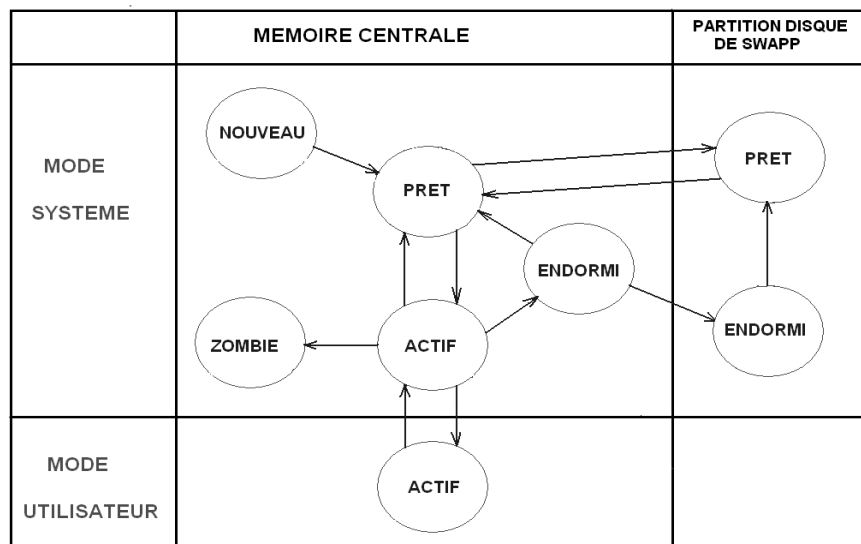 MEMOIRE CENTRALE
PARTITION DISQUE
DE SWAPP
MODE
SYSTEME
NOUVEAU
PRET
PRET
ENDORMI
ZOMBIE
ACTIF
ENDORMI
MODE
UTILISATEUR
ACTIF